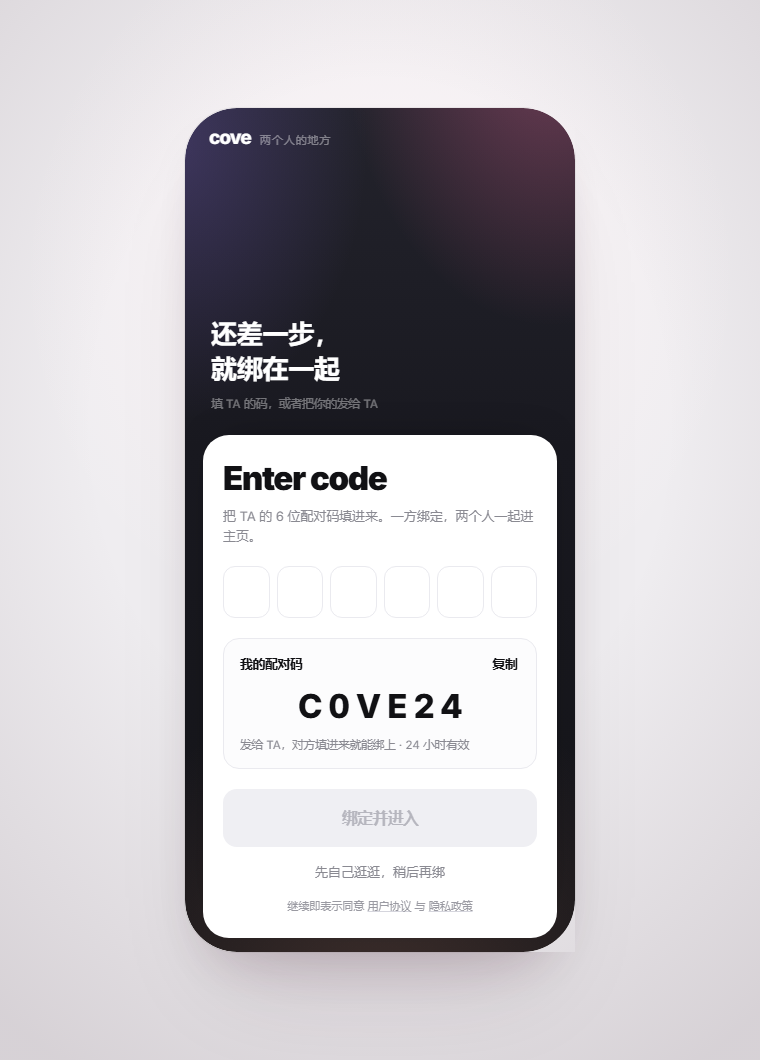 cove 两个人的地方
还差一步，
就绑在一起
填 TA 的码，或者把你的发给 TA
Enter code
把 TA 的 6 位配对码填进来。一方绑定，两个人一起进
主页。
我的配对码 复制
C0VE24
发给 TA，对方填进来就能绑上 · 24 小时有效
绑定并进入
先自己逛逛，稍后再绑
继续即表示同意 用户协议 与 隐私政策